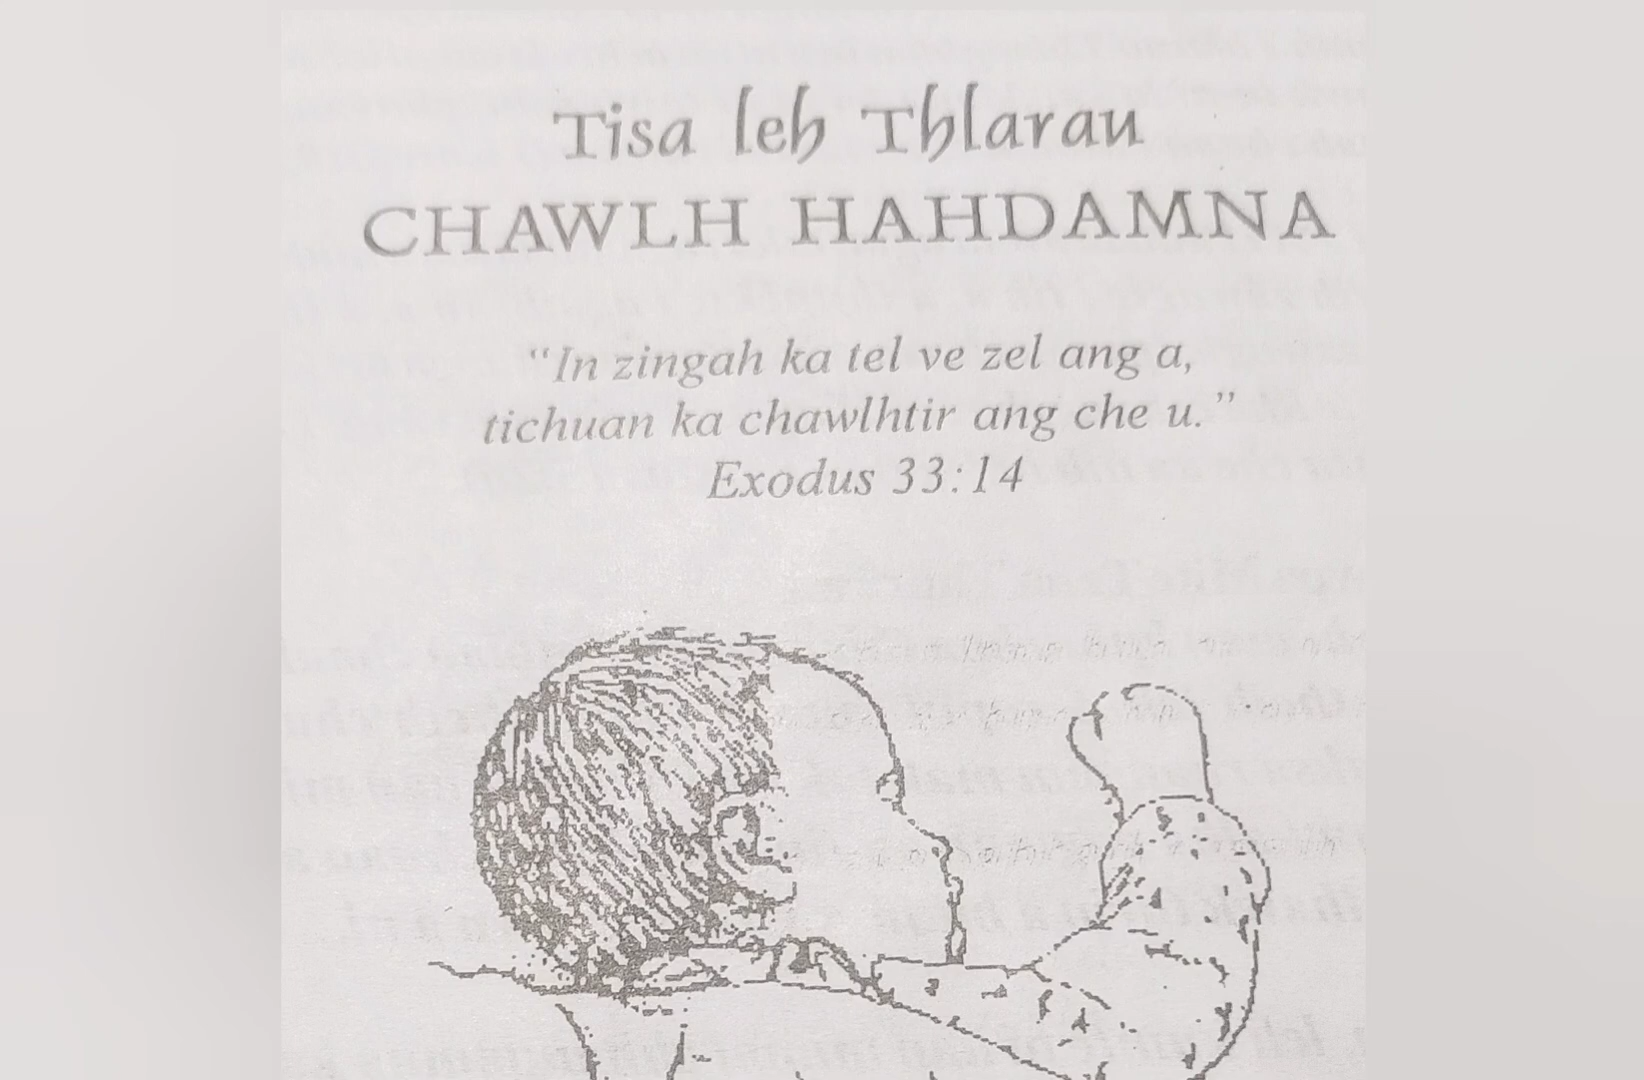 Tisa leh Thlarau
CHAWLH HAHDAMNA
"In zingah ka tel ve zel ang a,
tichuan ka chawlhtir ang che u."
Exodus 33:14